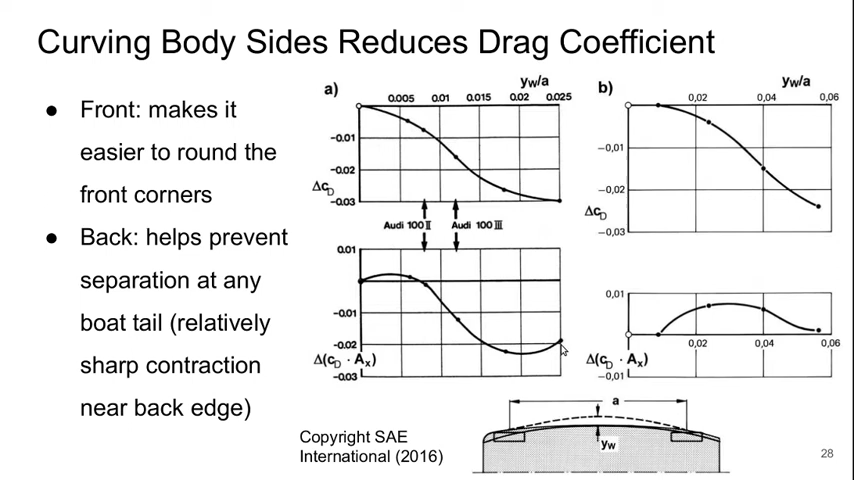 Curving Body Sides Reduces Drag Coefficient
● Front: makes it
easier to round the
front corners
● Back: helps prevent
separation at any
boat tail (relatively
sharp contraction
near back edge)
a)
yw/a
0.005 0.01 0.015 0.02 0.025
-0.01
-0.02
ΔcD
-0.03
Audi 100 II Audi 100 III
0.01
-0.01
-0.02
Δ(cD · Ax)
-0.03
b)
yw/a
0,02 0,04 0,06
-0,01
-0,02
ΔcD
-0,03
0,01
0
0,02 0,04 0,06
Δ(cD · Ax)
-0,01
a
yw
Copyright SAE
International (2016)
28